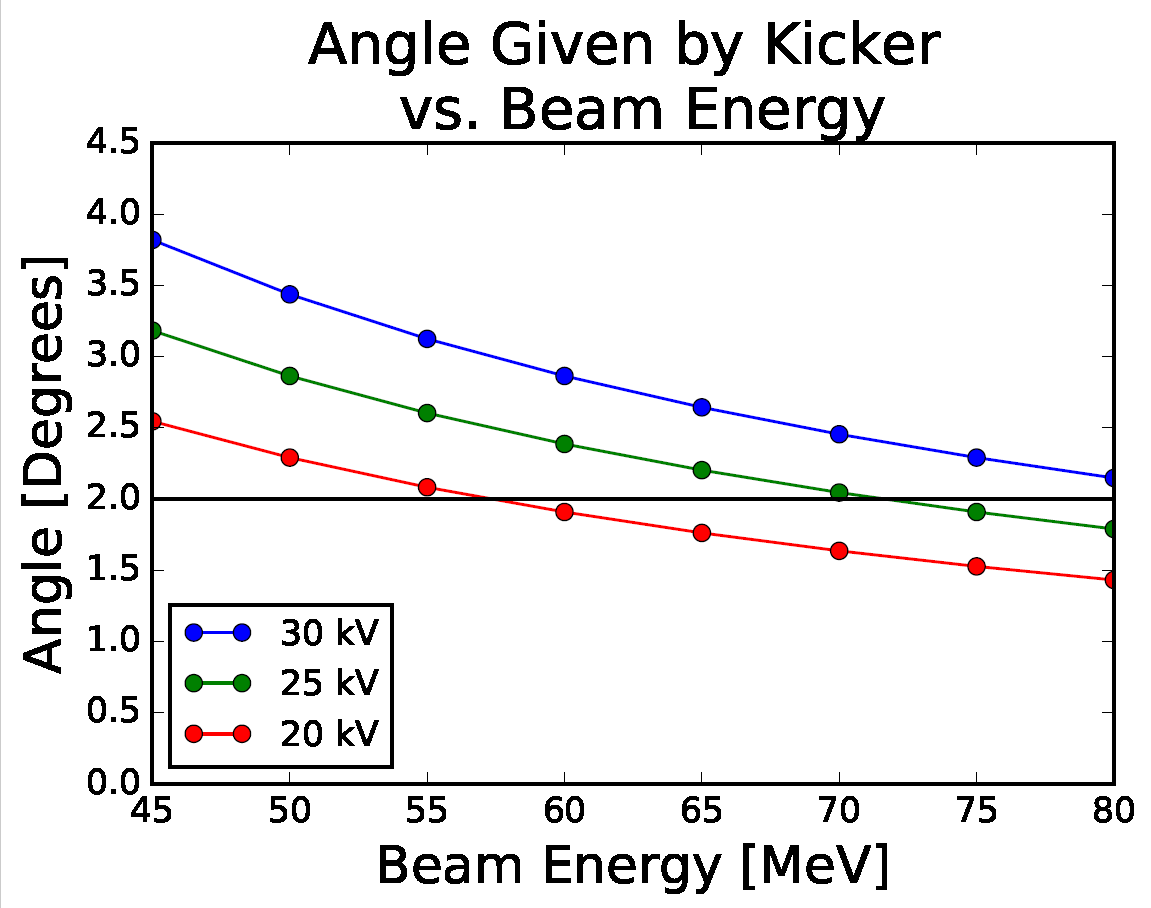 Angle Given by Kicker
vs. Beam Energy
4.5
4.0
3.5
3.0
2.5
2.0
1.5
1.0
0.5
0.0
Angle [Degrees]
30 kV
25 kV
20 kV
45 50 55 60 65 70 75 80
Beam Energy [MeV]